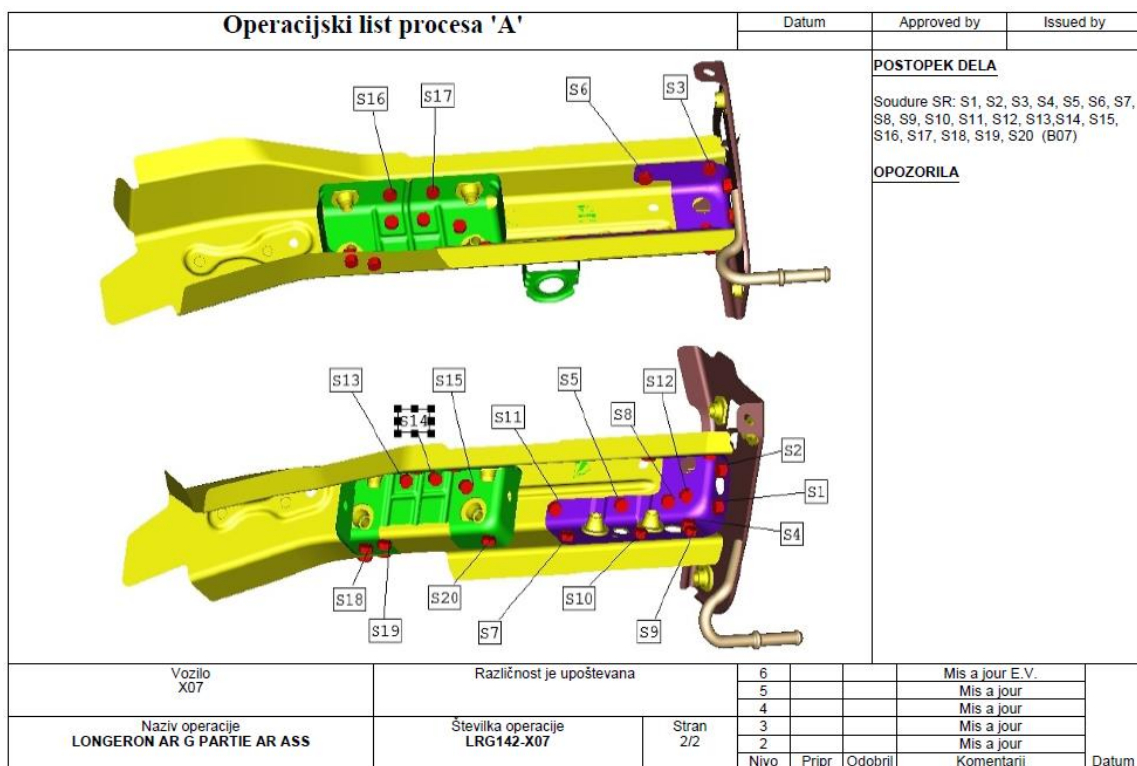 Operacijski list procesa 'A'
Datum
Approved by
Issued by
POSTOPEK DELA
Soudure SR: S1, S2, S3, S4, S5, S6, S7,
S8, S9, S10, S11, S12, S13,S14, S15,
S16, S17, S18, S19, S20 (B07)
OPOZORILA
S16
S17
S6
S3
S13
S14
S15
S11
S5
S8
S12
S2
S1
S4
S18
S19
S20
S7
S10
S9
Vozilo
X07
Različnost je upoštevana
Naziv operacije
LONGERON AR G PARTIE AR ASS
Številka operacije
LRG142-X07
Stran
2/2
6 Mis a jour E.V.
5 Mis a jour
4 Mis a jour
3 Mis a jour
2 Mis a jour
Nivo Pripr Odobril Komentarji Datum